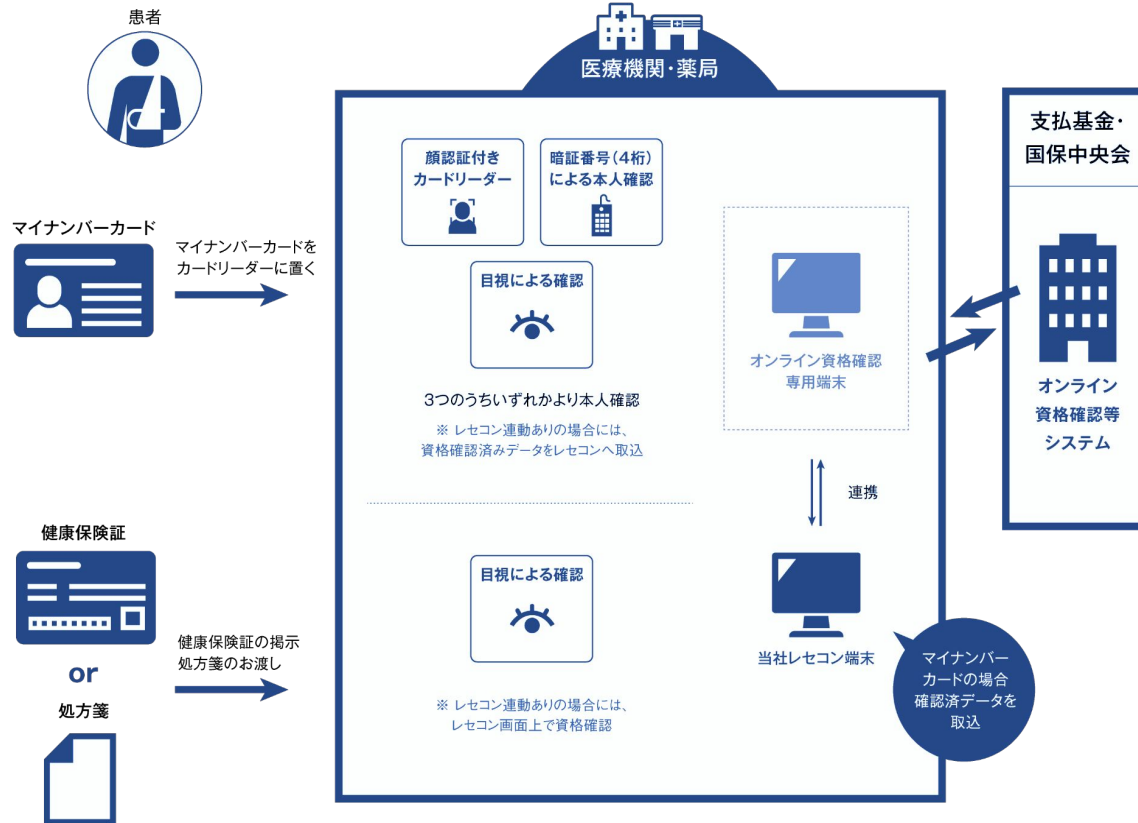 患者
医療機関・薬局
支払基金・
国保中央会
顔認証付き
カードリーダー
暗証番号(4桁)
による本人確認
マイナンバーカード
マイナンバーカードを
カードリーダーに置く
目視による確認
オンライン資格確認
専用端末
オンライン
資格確認等
システム
3つのうちいずれかより本人確認
※ レセコン連動ありの場合には、
資格確認済みデータをレセコンへ取込
連携
健康保険証
目視による確認
健康保険証の掲示
処方箋のお渡し
当社レセコン端末
マイナンバー
カードの場合
確認済データを
取込
or
処方箋
※ レセコン連動ありの場合には、
レセコン画面上で資格確認